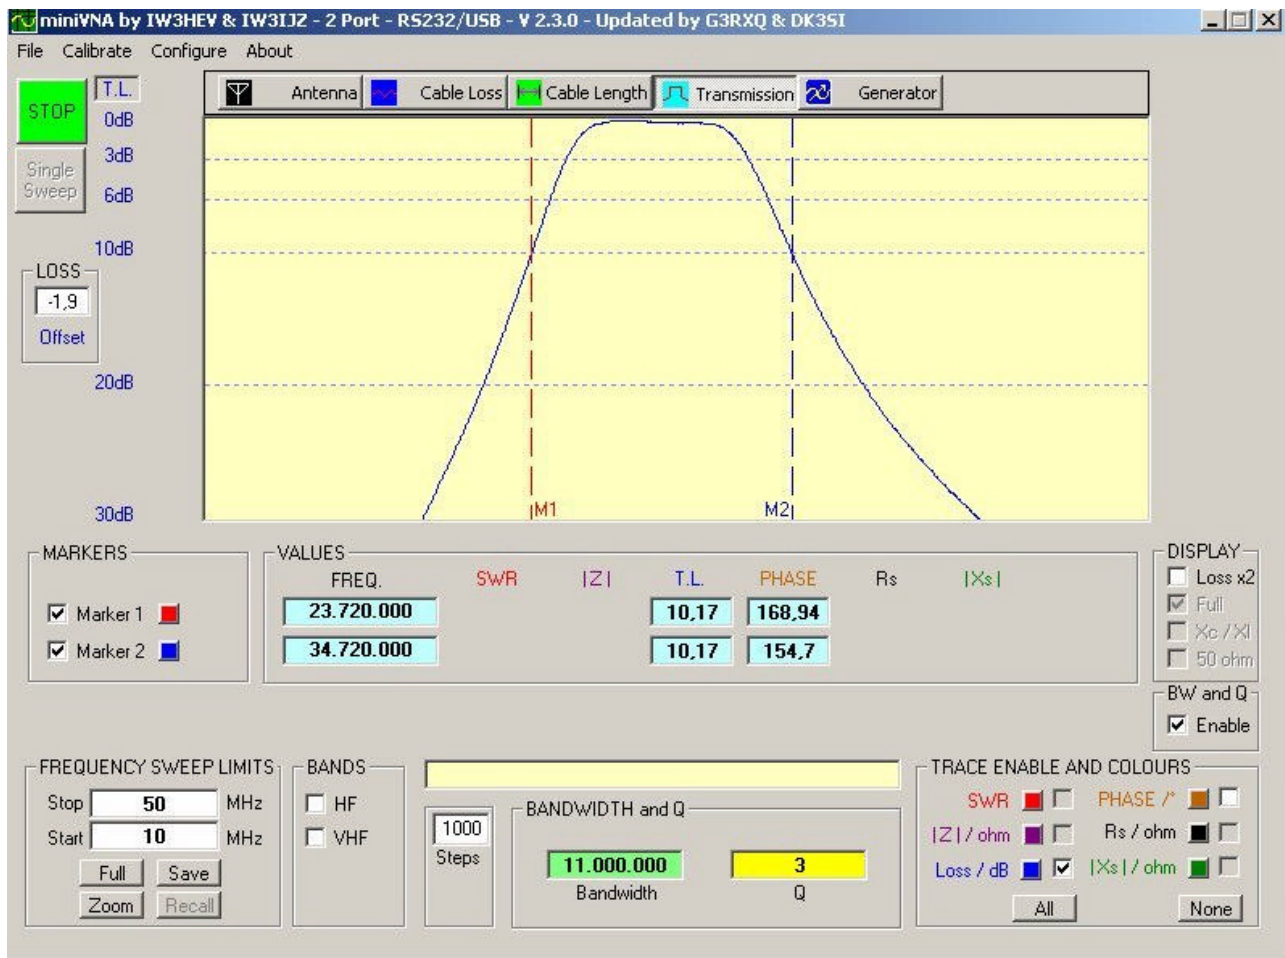 miniVNA by IW3HEV & IW3IJZ - 2 Port - RS232/USB - V 2.3.0 - Updated by G3RXQ & DK3SI
File Calibrate Configure About
STOP
T.L.
Antenna Cable Loss Cable Length Transmission Generator
0dB
3dB
Single
Sweep
6dB
10dB
LOSS
-1,9
Offset
20dB
30dB
M1 M2
MARKERS
Marker 1
Marker 2
VALUES
FREQ. SWR |Z| T.L. PHASE Rs |Xs|
23.720.000 10,17 168,94
34.720.000 10,17 154,7
DISPLAY
Loss x2
Full
Xc / Xl
50 ohm
BW and Q
Enable
FREQUENCY SWEEP LIMITS
Stop 50 MHz
Start 10 MHz
Full Save
Zoom Recall
BANDS
HF
VHF
1000
Steps
BANDWIDTH and Q
11.000.000 3
Bandwidth Q
TRACE ENABLE AND COLOURS
SWR PHASE /°
|Z| / ohm Rs / ohm
Loss / dB |Xs| / ohm
All None